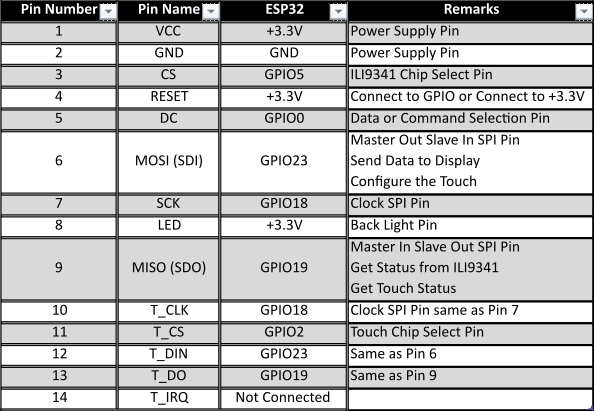 Pin Number Pin Name ESP32 Remarks
1 VCC +3.3V Power Supply Pin
2 GND GND Power Supply Pin
3 CS GPIO5 ILI9341 Chip Select Pin
4 RESET +3.3V Connect to GPIO or Connect to +3.3V
5 DC GPIO0 Data or Command Selection Pin
6 MOSI (SDI) GPIO23 Master Out Slave In SPI Pin
Send Data to Display
Configure the Touch
7 SCK GPIO18 Clock SPI Pin
8 LED +3.3V Back Light Pin
9 MISO (SDO) GPIO19 Master In Slave Out SPI Pin
Get Status from ILI9341
Get Touch Status
10 T_CLK GPIO18 Clock SPI Pin same as Pin 7
11 T_CS GPIO2 Touch Chip Select Pin
12 T_DIN GPIO23 Same as Pin 6
13 T_DO GPIO19 Same as Pin 9
14 T_IRQ Not Connected